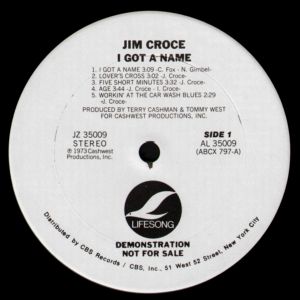 JIM CROCE
I GOT A NAME
1. I GOT A NAME 3:09 -C. Fox - N. Gimbel-
2. LOVER'S CROSS 3:02 -J. Croce-
3. FIVE SHORT MINUTES 3:32 -J. Croce-
4. AGE 3:44 -J. Croce - I. Croce-
5. WORKIN' AT THE CAR WASH BLUES 2:29
-J. Croce-
PRODUCED BY TERRY CASHMAN & TOMMY WEST
FOR CASHWEST PRODUCTIONS, INC.
JZ 35009
STEREO
℗ 1973 Cashwest
Productions, Inc.
SIDE 1
AL 35009
(ABCX 797-A)
LIFESONG
DEMONSTRATION
NOT FOR SALE
Distributed by CBS Records / CBS, Inc., 51 West 52 Street, New York City